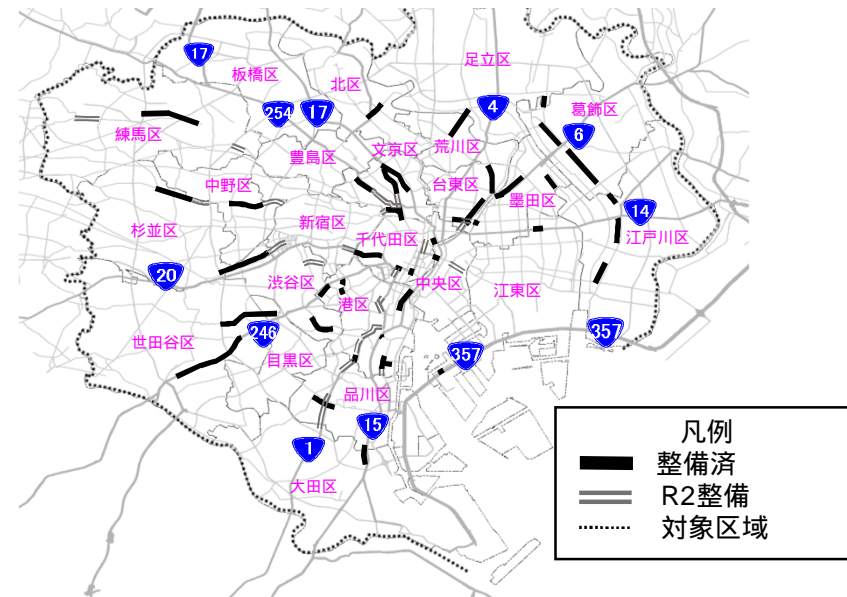 17
板橋区
北区
足立区
254
17
4
葛飾区
6
練馬区
豊島区
文京区
荒川区
中野区
台東区
墨田区
14
杉並区
新宿区
千代田区
江戸川区
20
渋谷区
港区
中央区
江東区
世田谷区
246
目黒区
357
357
品川区
15
1
大田区
凡例
整備済
R2整備
対象区域